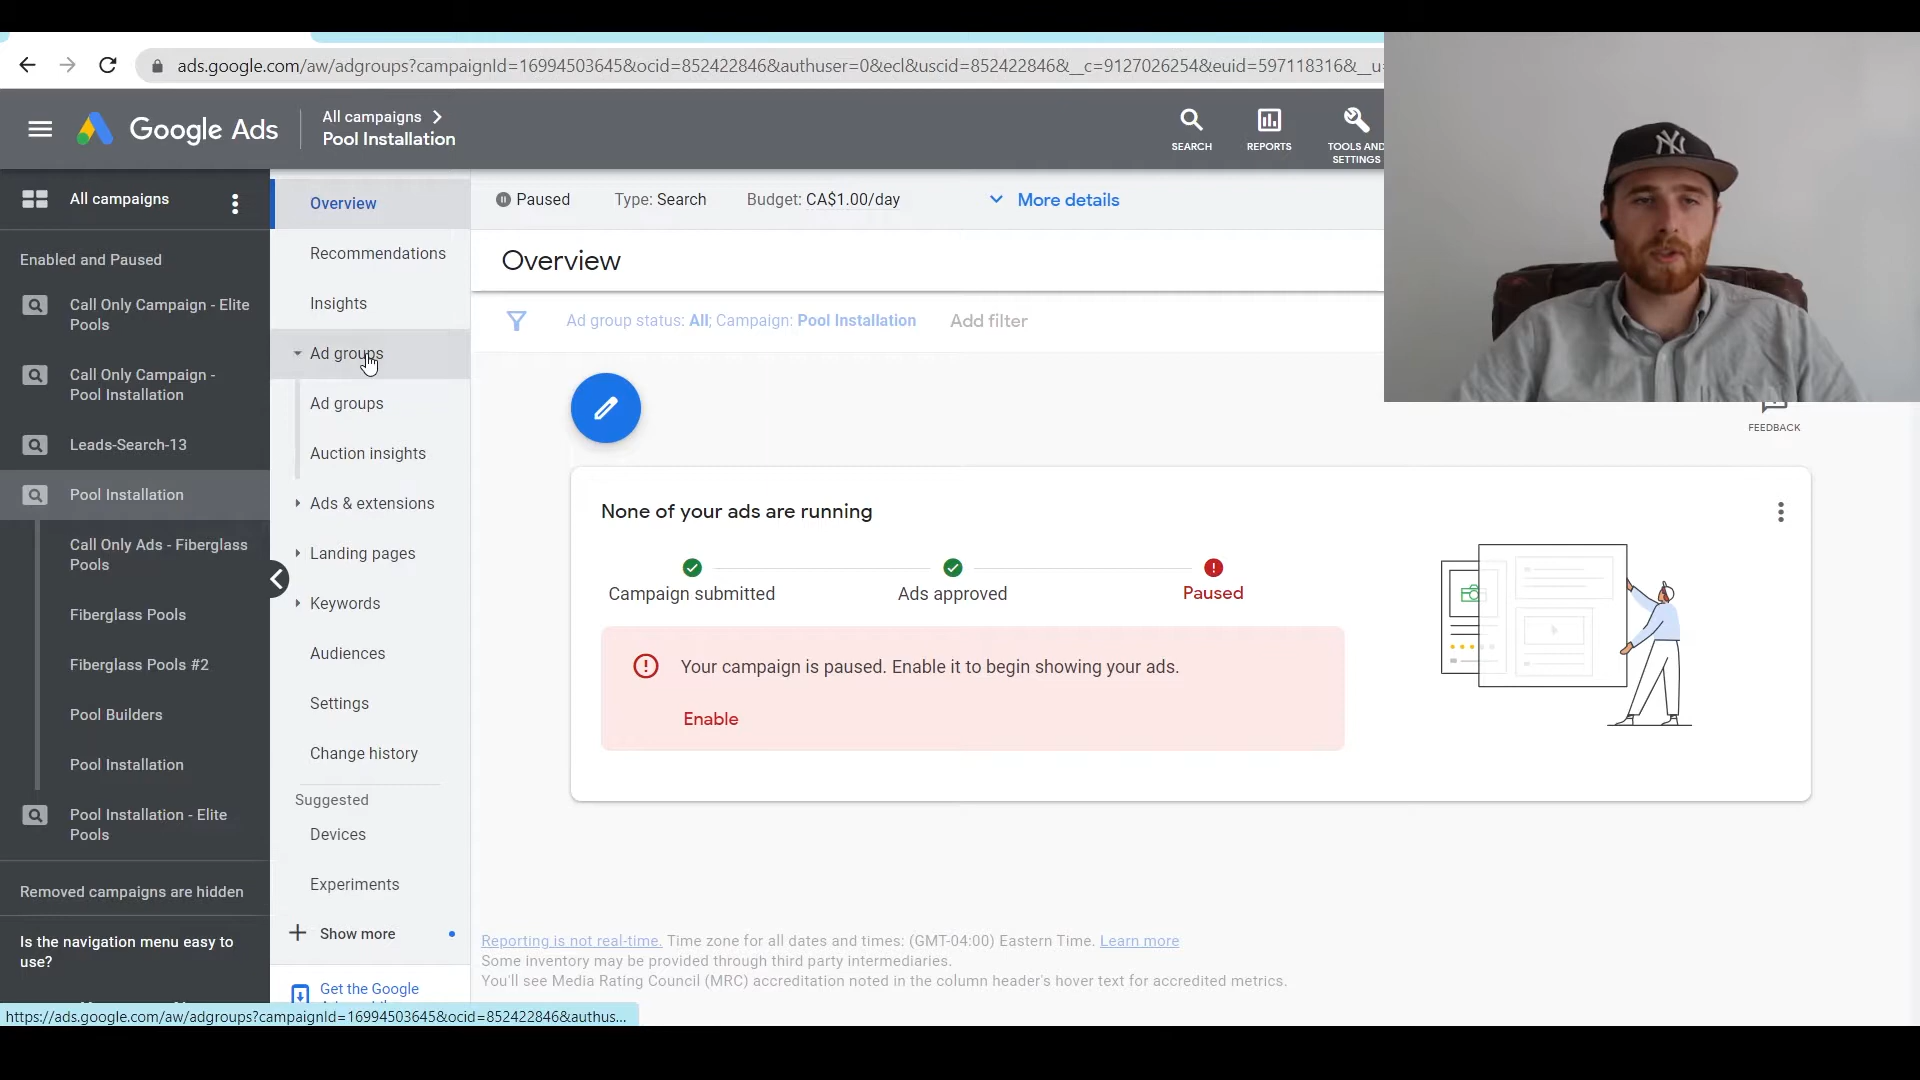 ads.google.com/aw/adgroups?campaignId=16994503645&ocid=852422846&authuser=0&ecl&uscid=852422846&__c=9127026254&euid=597118316&__u=
Google Ads
All campaigns
Pool Installation
SEARCH
REPORTS
TOOLS AND
SETTINGS
NY
All campaigns
Enabled and Paused
Call Only Campaign - Elite
Pools
Call Only Campaign -
Pool Installation
Leads-Search-13
Pool Installation
Call Only Ads - Fiberglass
Pools
Fiberglass Pools
Fiberglass Pools #2
Pool Builders
Pool Installation
Pool Installation - Elite
Pools
Removed campaigns are hidden
Is the navigation menu easy to
use?
Overview
Recommendations
Insights
Ad groups
Ad groups
Auction insights
Ads & extensions
Landing pages
Keywords
Audiences
Settings
Change history
Suggested
Devices
Experiments
Show more
Get the Google
Paused
Type: Search
Budget: CA$1.00/day
More details
Overview
Ad group status: All; Campaign: Pool Installation
Add filter
FEEDBACK
None of your ads are running
Campaign submitted
Ads approved
Paused
Your campaign is paused. Enable it to begin showing your ads.
Enable
Reporting is not real-time. Time zone for all dates and times: (GMT-04:00) Eastern Time. Learn more
Some inventory may be provided through third party intermediaries.
You'll see Media Rating Council (MRC) accreditation noted in the column header's hover text for accredited metrics.
https://ads.google.com/aw/adgroups?campaignId=16994503645&ocid=852422846&authus...